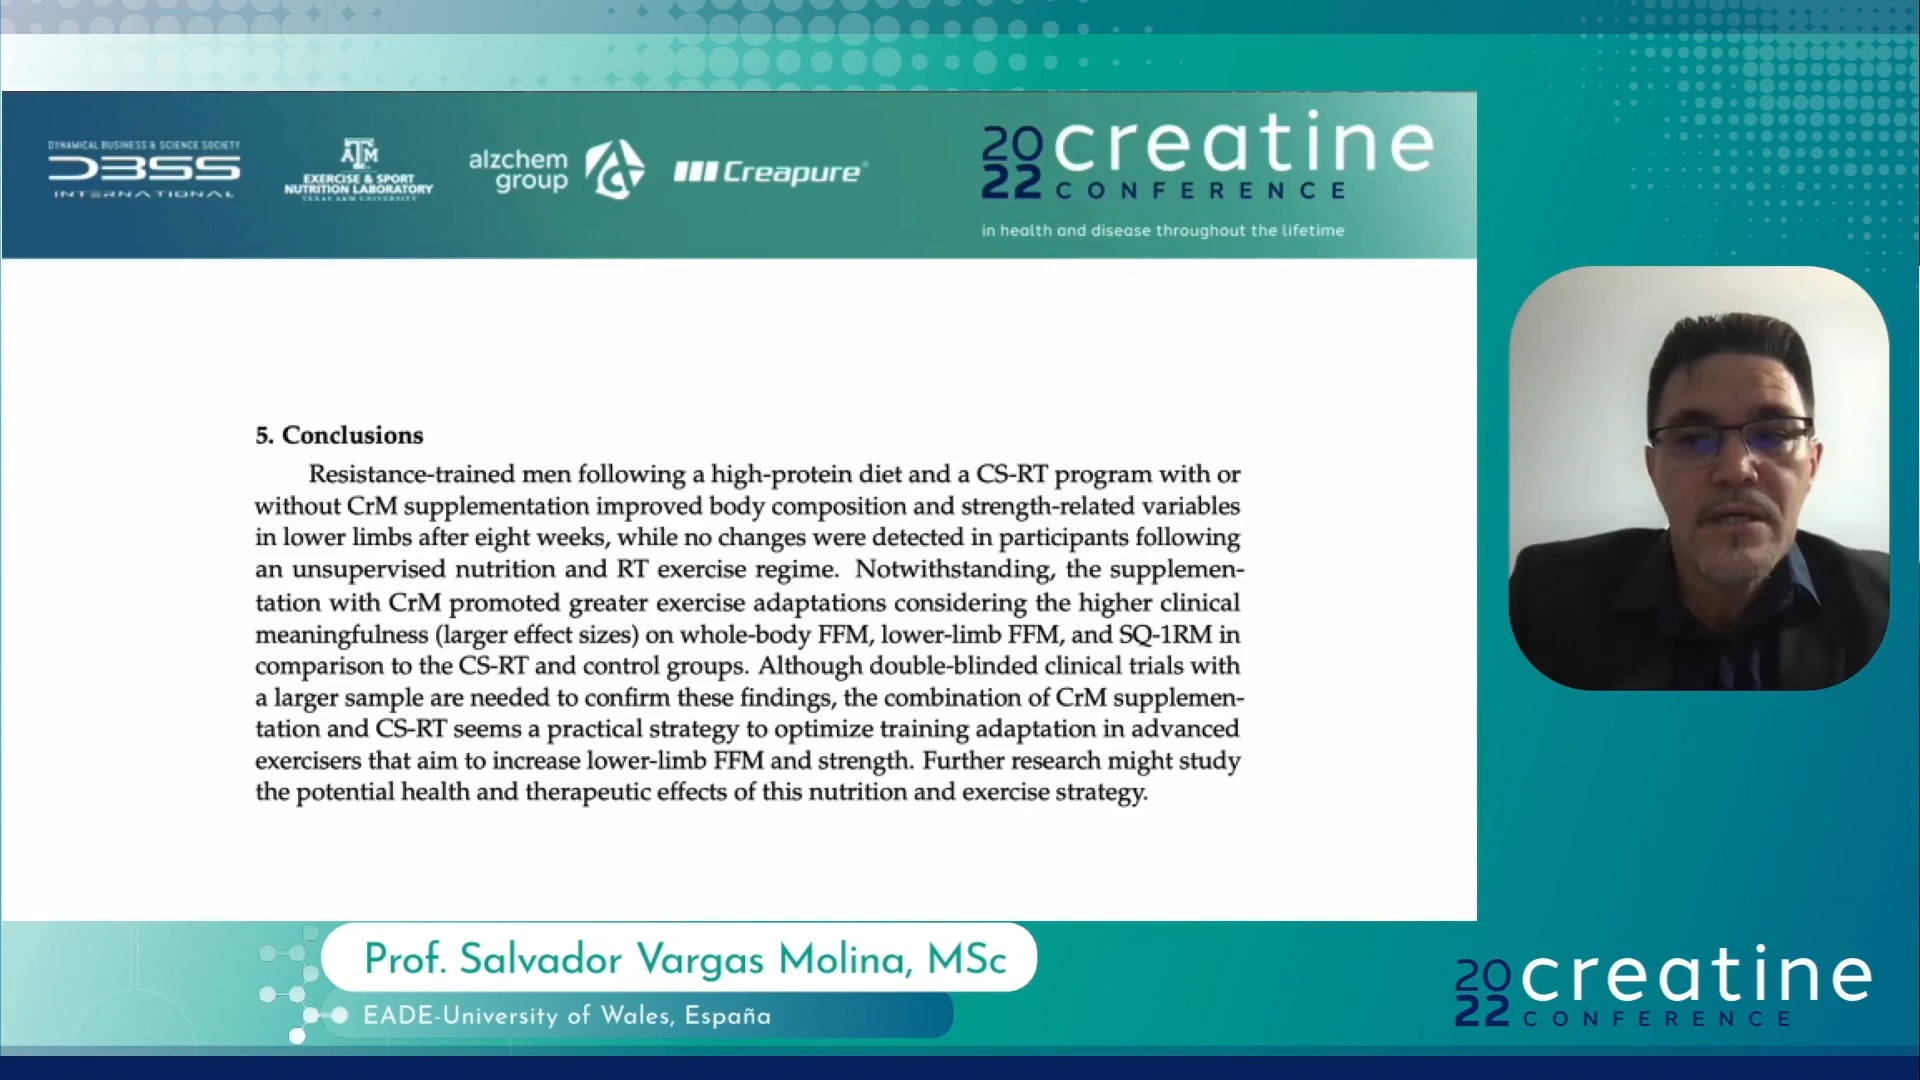 DYNAMICAL BUSINESS & SCIENCE SOCIETY
DBSS
INTERNATIONAL
ATM
EXERCISE & SPORT
NUTRITION LABORATORY
TEXAS A&M UNIVERSITY
alzchem
group
Creapure®
2022 creatine
CONFERENCE
in health and disease throughout the lifetime
5. Conclusions
Resistance-trained men following a high-protein diet and a CS-RT program with or
without CrM supplementation improved body composition and strength-related variables
in lower limbs after eight weeks, while no changes were detected in participants following
an unsupervised nutrition and RT exercise regime. Notwithstanding, the supplemen-
tation with CrM promoted greater exercise adaptations considering the higher clinical
meaningfulness (larger effect sizes) on whole-body FFM, lower-limb FFM, and SQ-1RM in
comparison to the CS-RT and control groups. Although double-blinded clinical trials with
a larger sample are needed to confirm these findings, the combination of CrM supplemen-
tation and CS-RT seems a practical strategy to optimize training adaptation in advanced
exercisers that aim to increase lower-limb FFM and strength. Further research might study
the potential health and therapeutic effects of this nutrition and exercise strategy.
Prof. Salvador Vargas Molina, MSc
EADE-University of Wales, España
2022 creatine
CONFERENCE